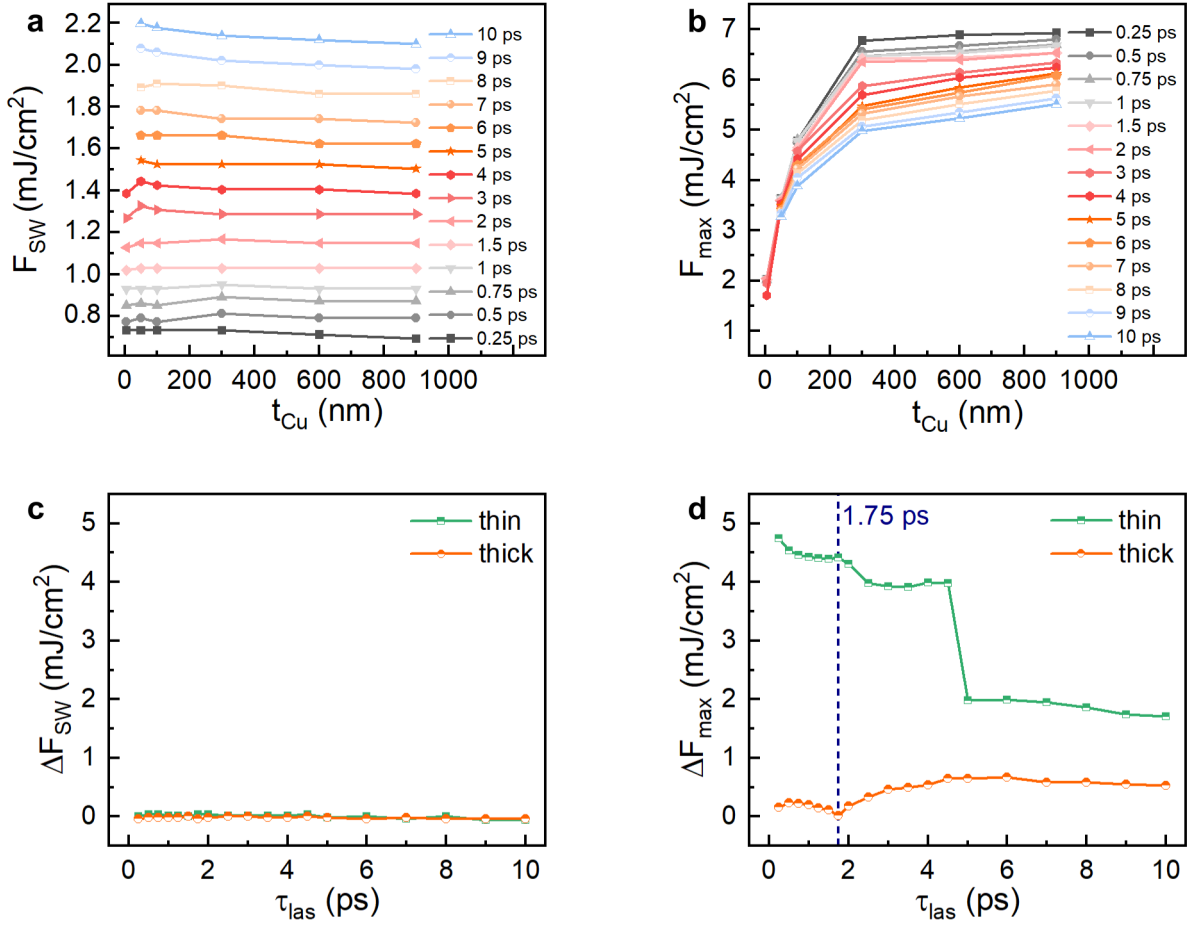 a
F_SW (mJ/cm²)
2.2
2.0
1.8
1.6
1.4
1.2
1.0
0.8
0 200 400 600 800 1000
t_Cu (nm)
10 ps
9 ps
8 ps
7 ps
6 ps
5 ps
4 ps
3 ps
2 ps
1.5 ps
1 ps
0.75 ps
0.5 ps
0.25 ps
b
F_max (mJ/cm²)
7
6
5
4
3
2
1
0 200 400 600 800 1000
t_Cu (nm)
0.25 ps
0.5 ps
0.75 ps
1 ps
1.5 ps
2 ps
3 ps
4 ps
5 ps
6 ps
7 ps
8 ps
9 ps
10 ps
c
ΔF_SW (mJ/cm²)
5
4
3
2
1
0
0 2 4 6 8 10
τ_las (ps)
thin
thick
d
ΔF_max (mJ/cm²)
5
4
3
2
1
0
0 2 4 6 8 10
τ_las (ps)
1.75 ps
thin
thick